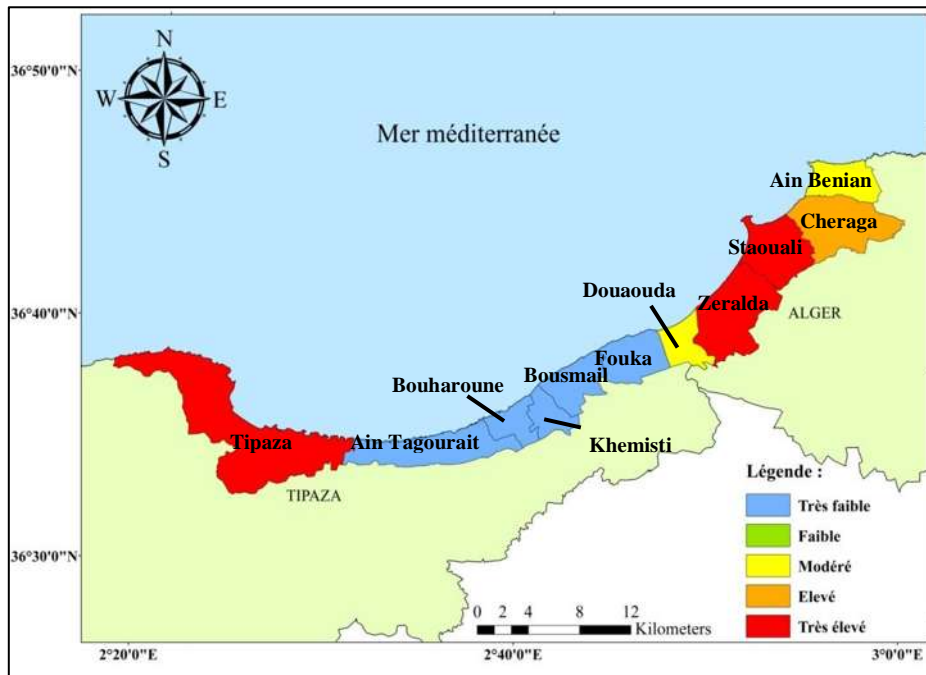 N
W E
S
36°50'0"N
36°40'0"N
36°30'0"N
Mer méditerranée
Ain Benian
Cheraga
Staouali
Douaouda
Zeralda
ALGER
Fouka
Bousmail
Bouharoune
Tipaza
Ain Tagourait
Khemisti
TIPAZA
Légende :
Très faible
Faible
Modéré
Elevé
Très élevé
0 2 4 8 12
Kilometers
2°20'0"E 2°40'0"E 3°0'0"E